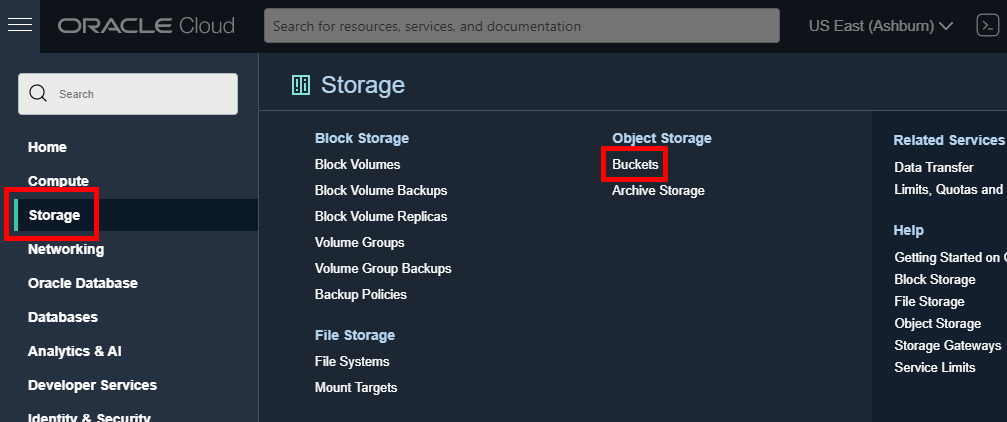 ORACLE Cloud
Search for resources, services, and documentation
US East (Ashburn)
Search
Home
Compute
Storage
Networking
Oracle Database
Databases
Analytics & AI
Developer Services
Identity & Security
Storage
Block Storage
Block Volumes
Block Volume Backups
Block Volume Replicas
Volume Groups
Volume Group Backups
Backup Policies
File Storage
File Systems
Mount Targets
Object Storage
Buckets
Archive Storage
Related Services
Data Transfer
Limits, Quotas and
Help
Getting Started on
Block Storage
File Storage
Object Storage
Storage Gateways
Service Limits